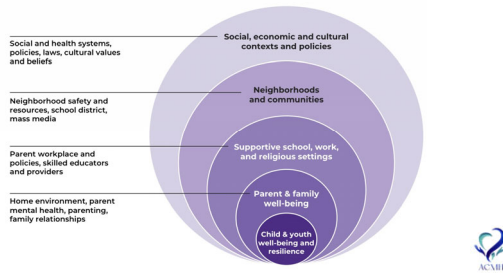 Social and health systems,
policies, laws, cultural values
and beliefs
Neighborhood safety and
resources, school district,
mass media
Parent workplace and
policies, skilled educators
and providers
Home environment, parent
mental health, parenting,
family relationships
Social, economic and cultural
contexts and policies
Neighborhoods
and communities
Supportive school, work,
and religious settings
Parent & family
well-being
Child & youth
well-being and
resilience